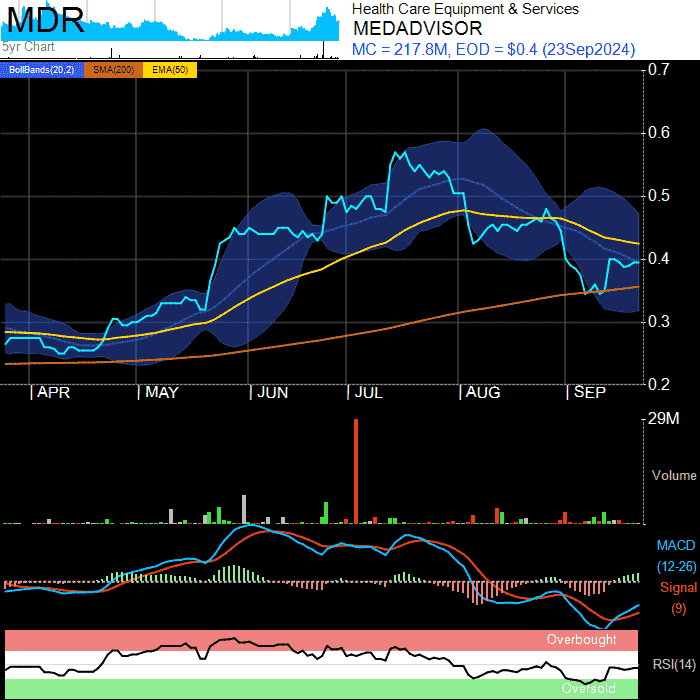 MDR
5yr Chart
Health Care Equipment & Services
MEDADVISOR
MC = 217.8M, EOD = $0.4 (23Sep2024)
BollBands(20,2) SMA(200) EMA(50)
0.7
0.6
0.5
0.4
0.3
0.2
APR MAY JUN JUL AUG SEP
29M
Volume
MACD
(12-26)
Signal
(9)
Overbought
RSI(14)
Oversold